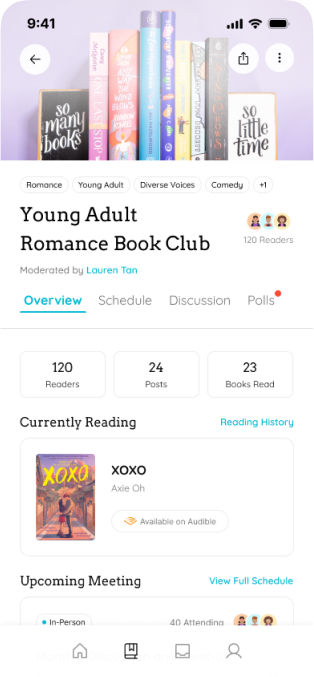 9:41
so
many
books
ONE LAST STOP
so
little
time
Romance
Young Adult
Diverse Voices
Comedy
+1
Young Adult
Romance Book Club
120 Readers
Moderated by Lauren Tan
Overview
Schedule
Discussion
Polls
120
Readers
24
Posts
23
Books Read
Currently Reading
Reading History
XOXO
XOXO
Axie Oh
Available on Audible
Upcoming Meeting
View Full Schedule
In-Person
40 Attending